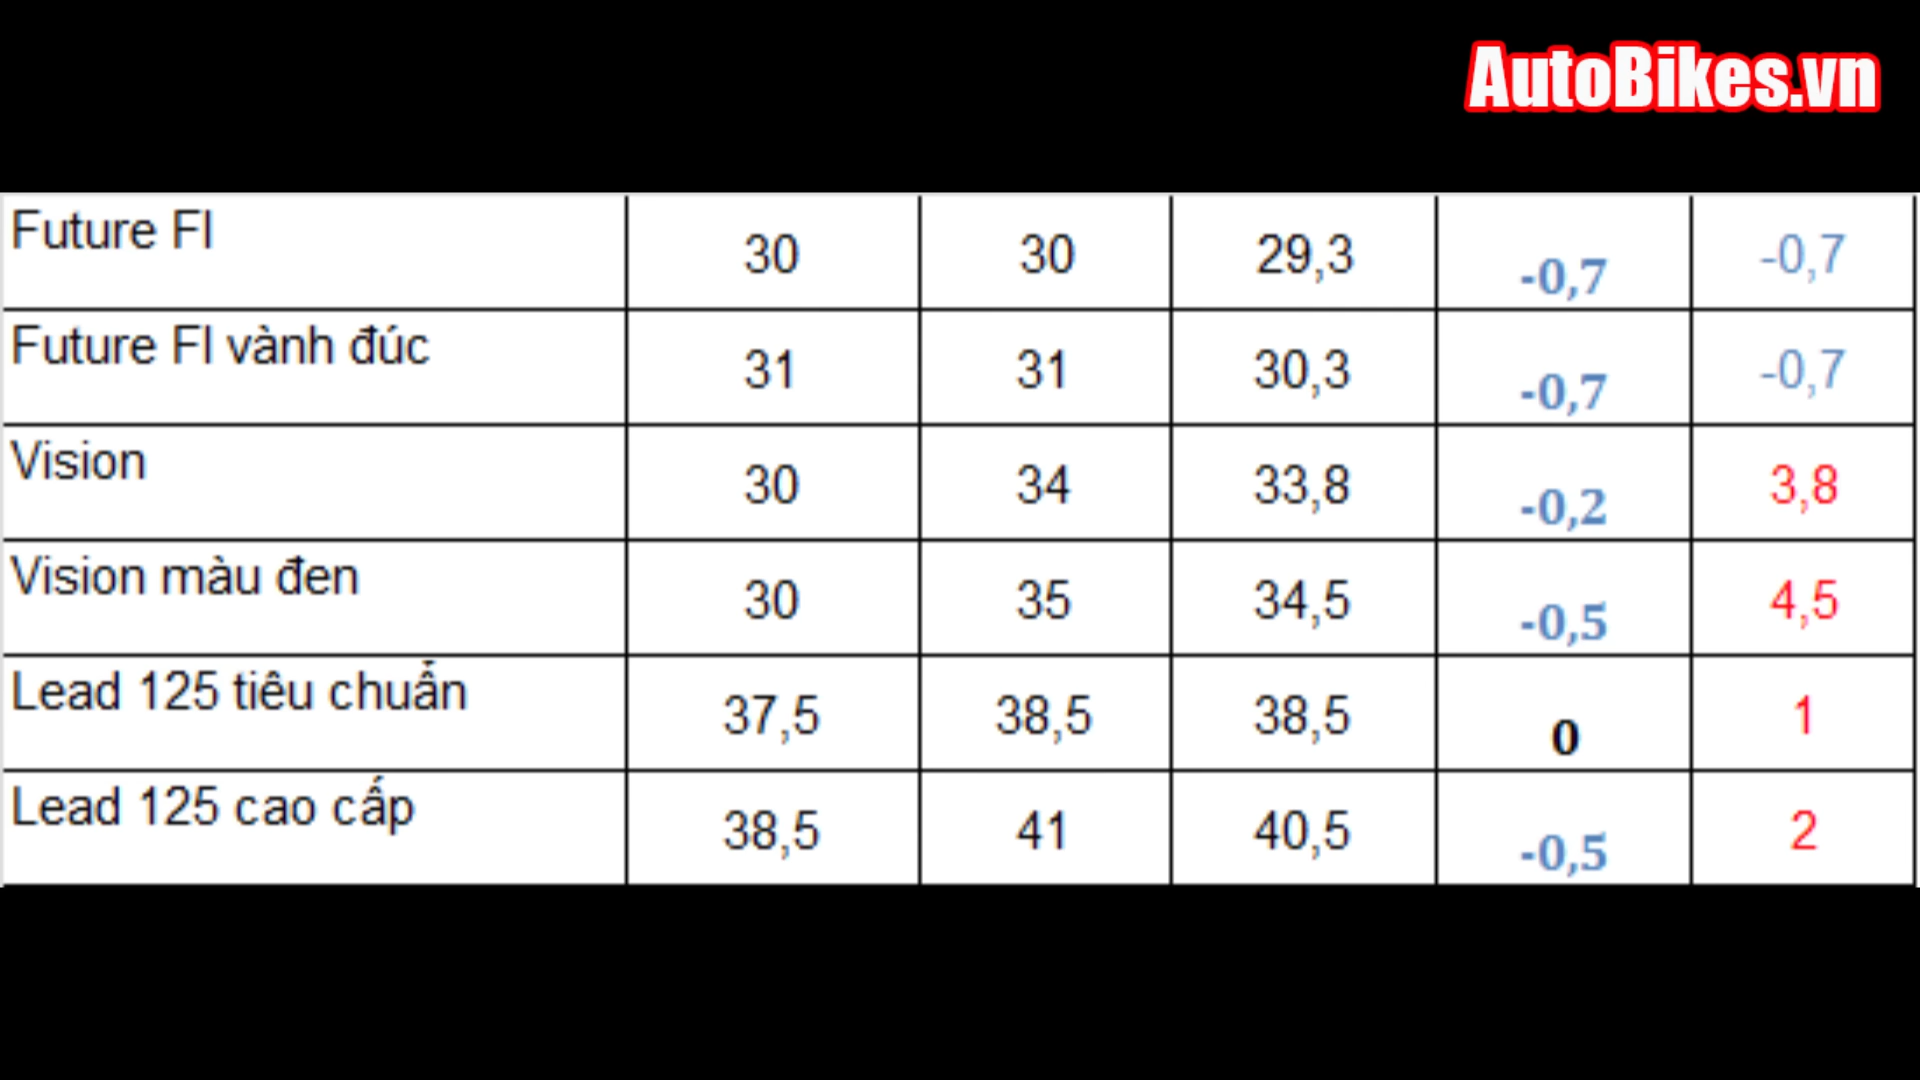 AutoBikes.vn
Future FI 30 30 29,3 -0,7 -0,7
Future FI vành đúc 31 31 30,3 -0,7 -0,7
Vision 30 34 33,8 -0,2 3,8
Vision màu đen 30 35 34,5 -0,5 4,5
Lead 125 tiêu chuẩn 37,5 38,5 38,5 0 1
Lead 125 cao cấp 38,5 41 40,5 -0,5 2